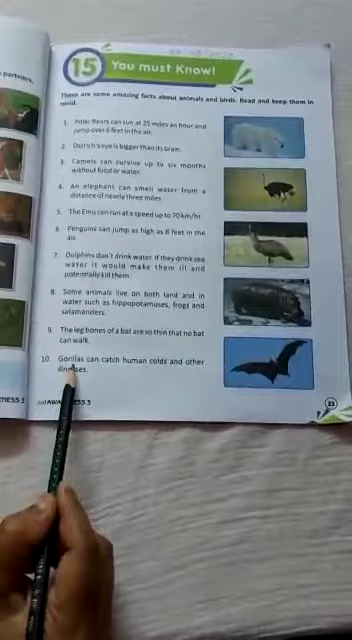 partners,
15 You must Know!
These are some amazing facts about animals and birds. Read and keep them in
mind.
1. Polar Bears can run at 25 miles an hour and
jump over 6 feet in the air.
2. Ostrich's eye is bigger than its brain.
3. Camels can survive up to six months
without food or water.
4. An elephant can smell water from a
distance of nearly three miles.
5. The Emu can run at a speed up to 70 km/hr.
6. Penguins can jump as high as 6 feet in the
air.
7. Dolphins don't drink water. If they drink sea
water it would make them ill and
potentially kill them.
8. Some animals live on both land and in
water such as hippopotamuses, frogs and
salamanders.
9. The leg bones of a bat are so thin that no bat
can walk.
10. Gorillas can catch human colds and other
illnesses.
NESS 3
33